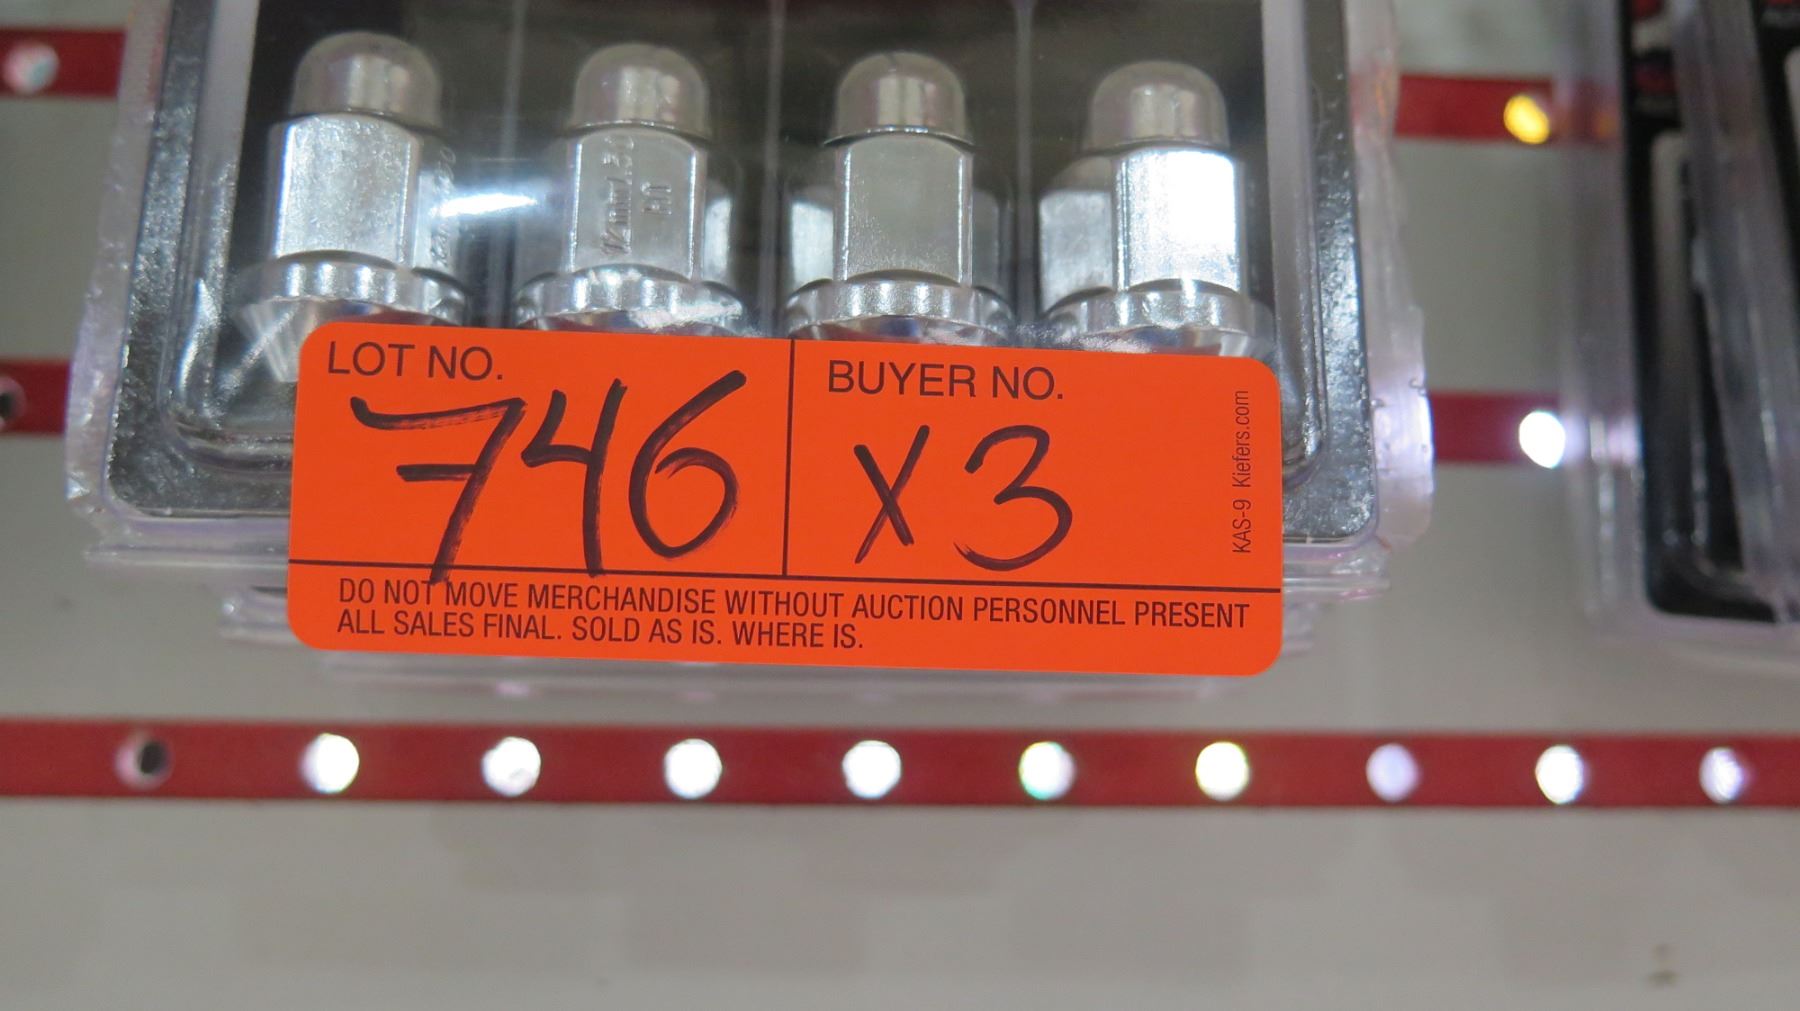 LOT NO.
746
BUYER NO.
X3
KAS-9 Kiefers.com
DO NOT MOVE MERCHANDISE WITHOUT AUCTION PERSONNEL PRESENT
ALL SALES FINAL. SOLD AS IS. WHERE IS.